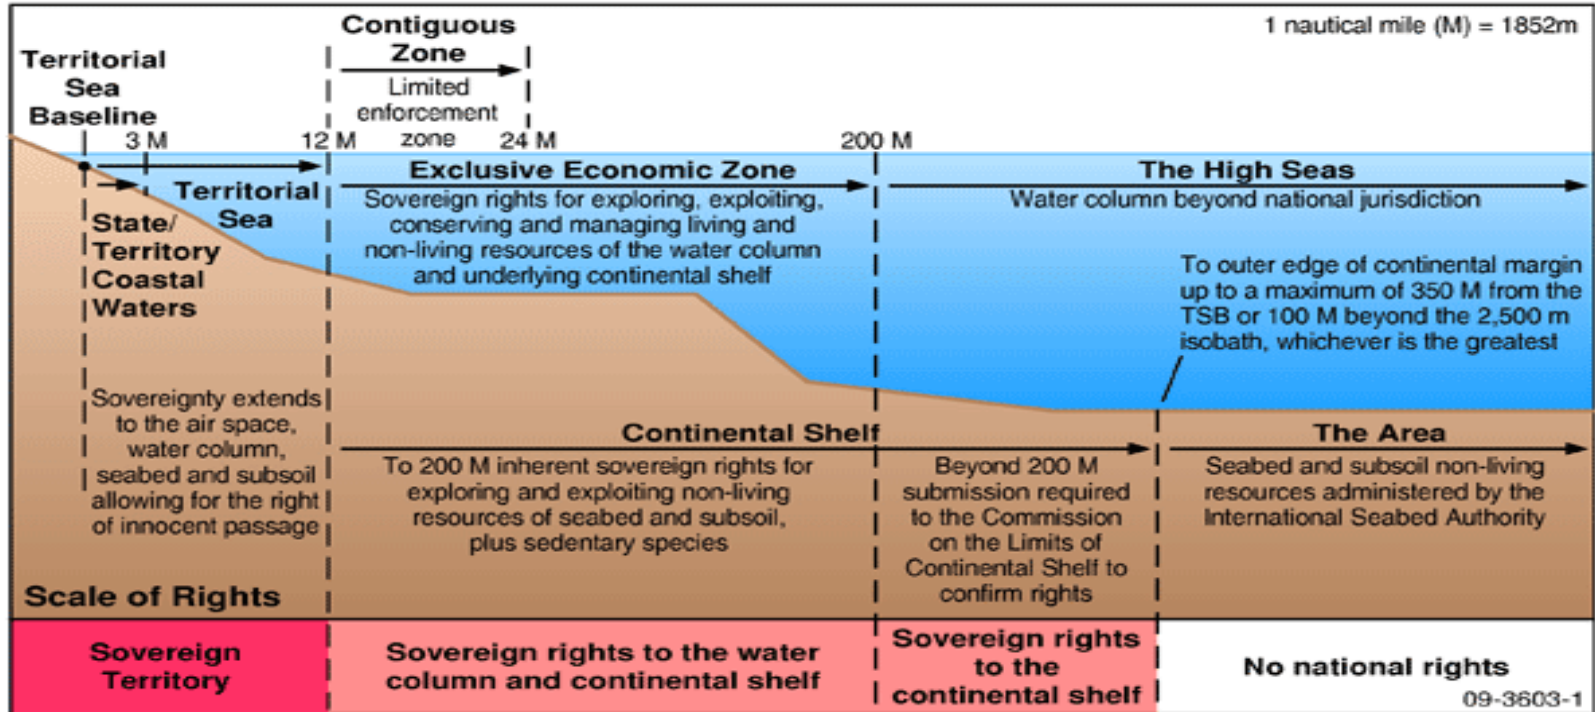 Contiguous
Zone
1 nautical mile (M) = 1852m
Territorial
Sea
Baseline
Limited
enforcement
zone
3 M
12 M
24 M
200 M
Exclusive Economic Zone
Sovereign rights for exploring, exploiting,
conserving and managing living and
non-living resources of the water column
and underlying continental shelf
The High Seas
Water column beyond national jurisdiction
Territorial
Sea
State/
Territory
Coastal
Waters
To outer edge of continental margin
up to a maximum of 350 M from the
TSB or 100 M beyond the 2,500 m
isobath, whichever is the greatest
Sovereignty extends
to the air space,
water column,
seabed and subsoil
allowing for the right
of innocent passage
Continental Shelf
To 200 M inherent sovereign rights for
exploring and exploiting non-living
resources of seabed and subsoil,
plus sedentary species
Beyond 200 M
submission required
to the Commission
on the Limits of
Continental Shelf to
confirm rights
The Area
Seabed and subsoil non-living
resources administered by the
International Seabed Authority
Scale of Rights
Sovereign
Territory
Sovereign rights to the water
column and continental shelf
Sovereign rights
to the
continental shelf
No national rights
09-3603-1